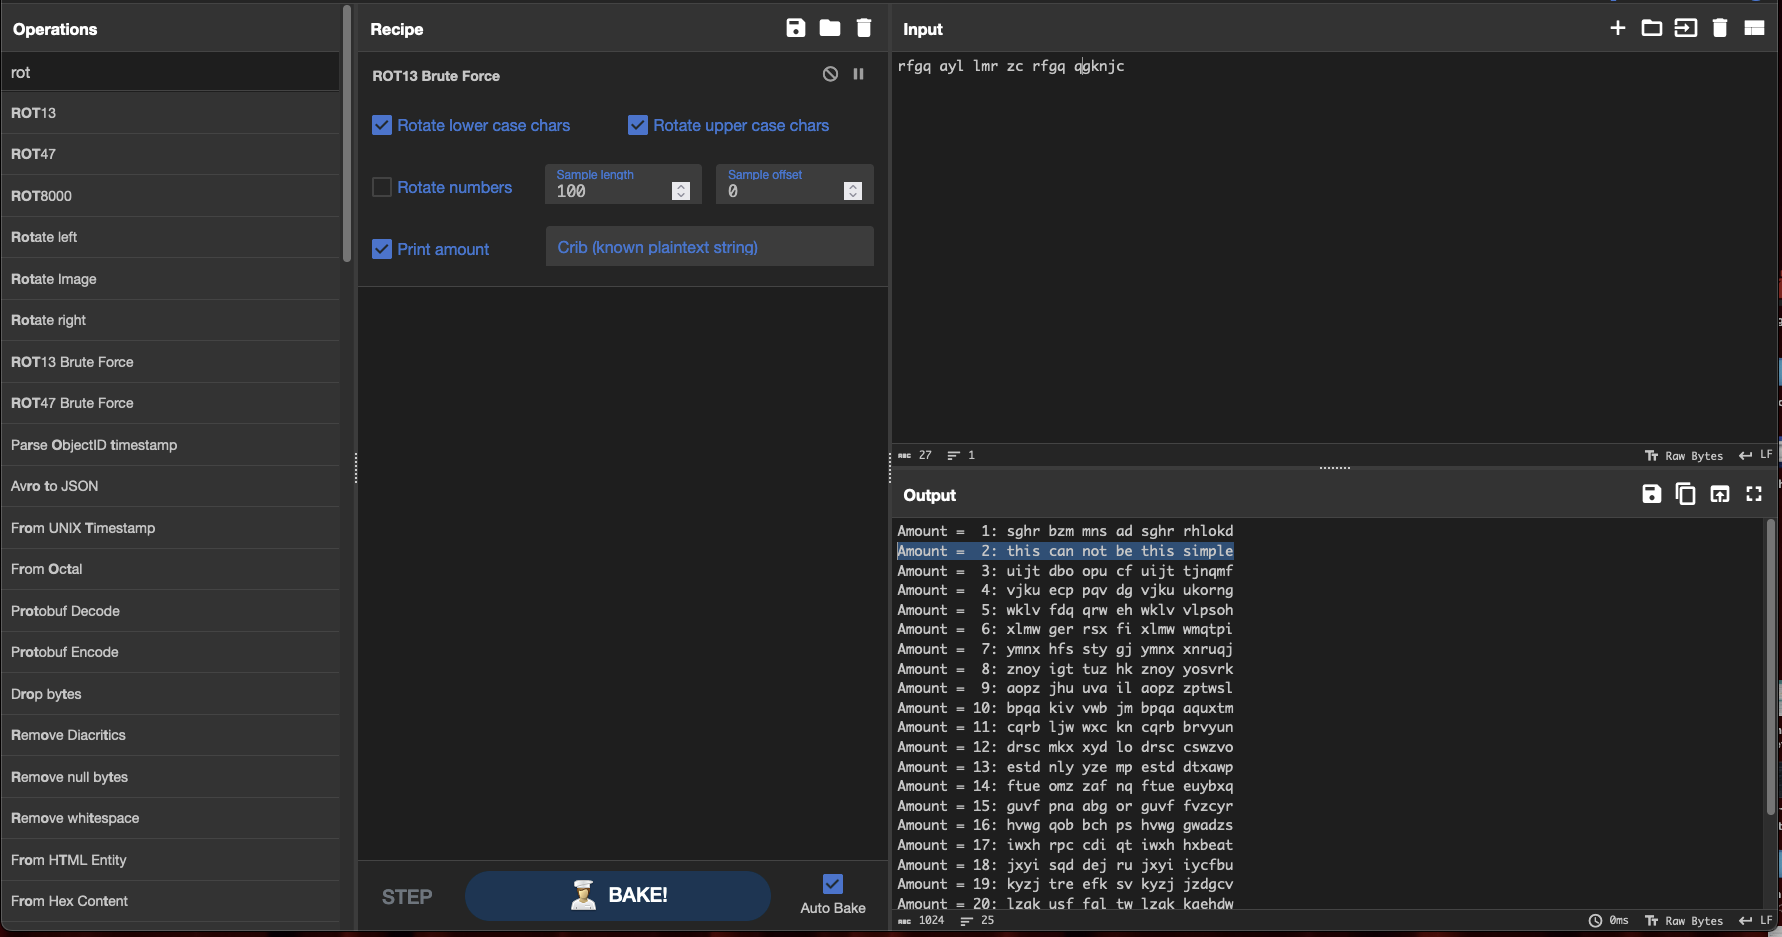 Operations
rot
ROT13
ROT47
ROT8000
Rotate left
Rotate Image
Rotate right
ROT13 Brute Force
ROT47 Brute Force
Parse ObjectID timestamp
Avro to JSON
From UNIX Timestamp
From Octal
Protobuf Decode
Protobuf Encode
Drop bytes
Remove Diacritics
Remove null bytes
Remove whitespace
From HTML Entity
From Hex Content
Recipe
ROT13 Brute Force
Rotate lower case chars
Rotate upper case chars
Rotate numbers
Sample length
100
Sample offset
0
Print amount
Crib (known plaintext string)
STEP
BAKE!
Auto Bake
Input
rfgq ayl lmr zc rfgq qgknjc
27 1
Raw Bytes LF
Output
Amount =  1: sghr bzm mns ad sghr rhlokd
Amount =  2: this can not be this simple
Amount =  3: uijt dbo opu cf uijt tjnqmf
Amount =  4: vjku ecp pqv dg vjku ukorng
Amount =  5: wklv fdq qrw eh wklv vlpsoh
Amount =  6: xlmw ger rsx fi xlmw wmqtpi
Amount =  7: ymnx hfs sty gj ymnx xnruqj
Amount =  8: znoy igt tuz hk znoy yosvrk
Amount =  9: aopz jhu uva il aopz zptwsl
Amount = 10: bpqa kiv vwb jm bpqa aquxtm
Amount = 11: cqrb ljw wxc kn cqrb brvyun
Amount = 12: drsc mkx xyd lo drsc cswzvo
Amount = 13: estd nly yze mp estd dtxawp
Amount = 14: ftue omz zaf nq ftue euybxq
Amount = 15: guvf pna abg or guvf fvzcyr
Amount = 16: hvwg qob bch ps hvwg gwadzs
Amount = 17: iwxh rpc cdi qt iwxh hxbeat
Amount = 18: jxyi sqd dej ru jxyi iycfbu
Amount = 19: kyzj tre efk sv kyzj jzdgcv
Amount = 20: lzak usf fgl tw lzak kaehdw
1024 25
0ms Raw Bytes LF